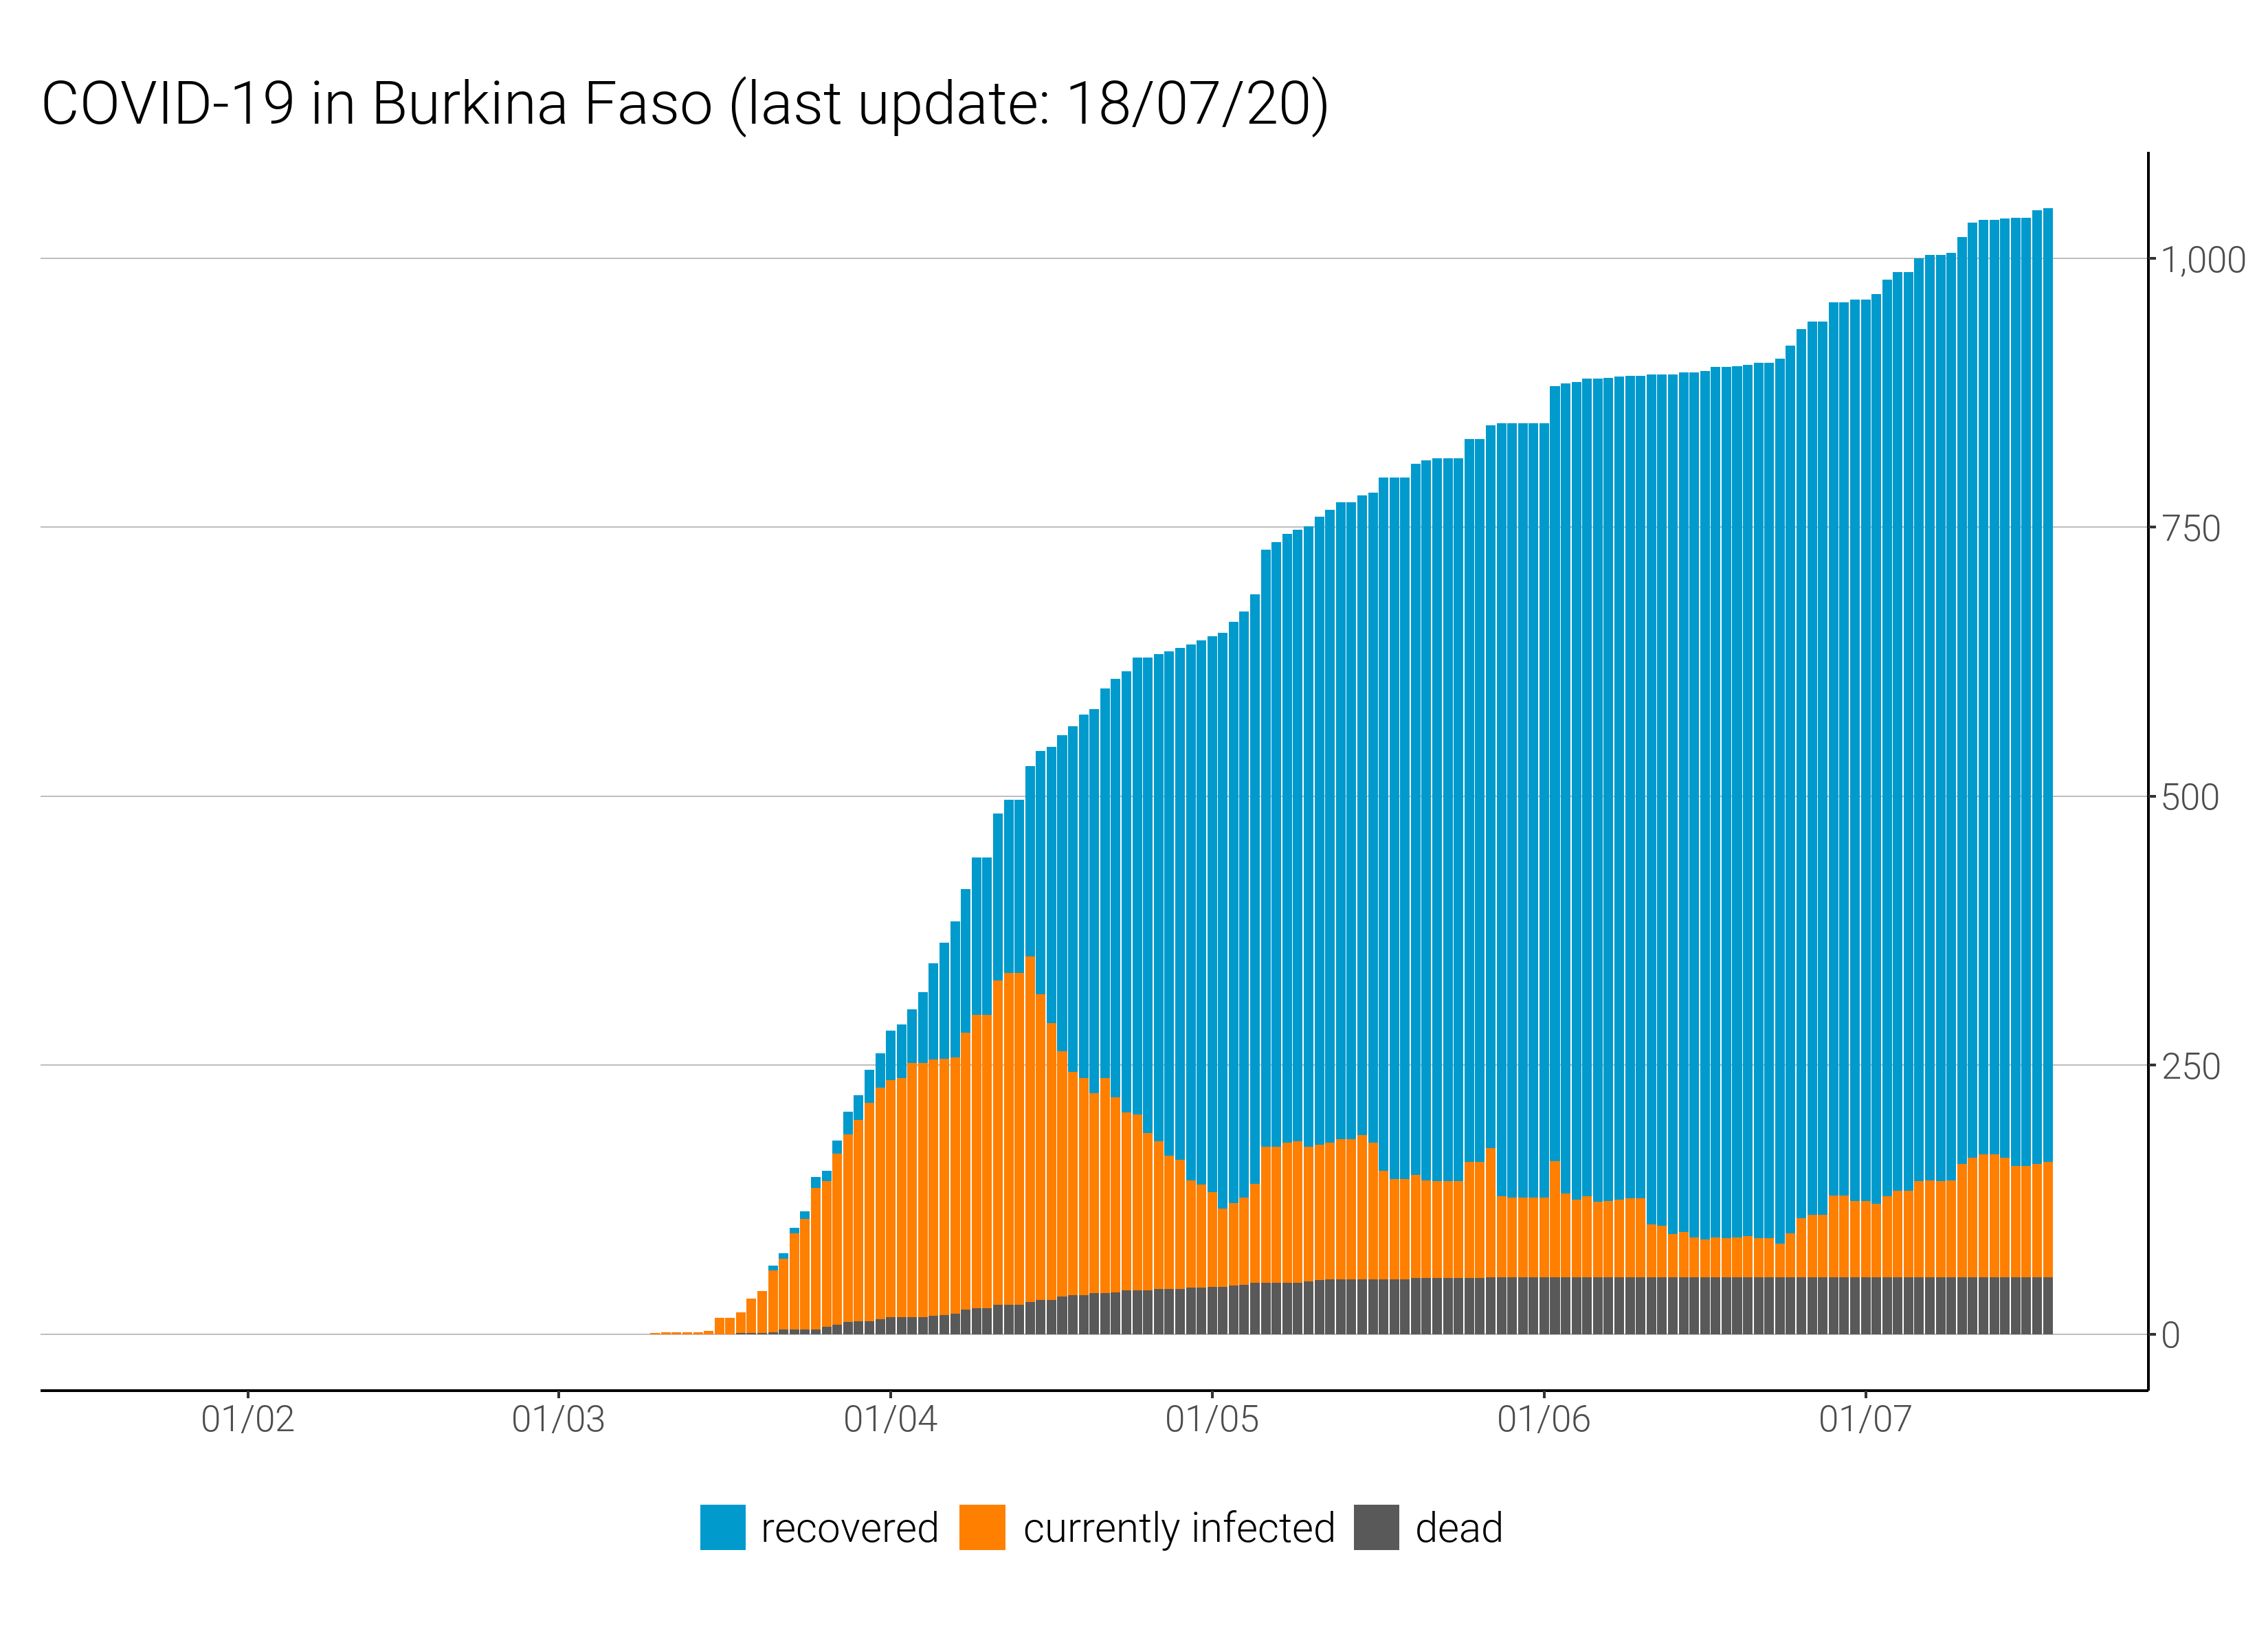 COVID-19 in Burkina Faso (last update: 18/07/20)
1,000
750
500
250
0
01/02 01/03 01/04 01/05 01/06 01/07
recovered currently infected dead